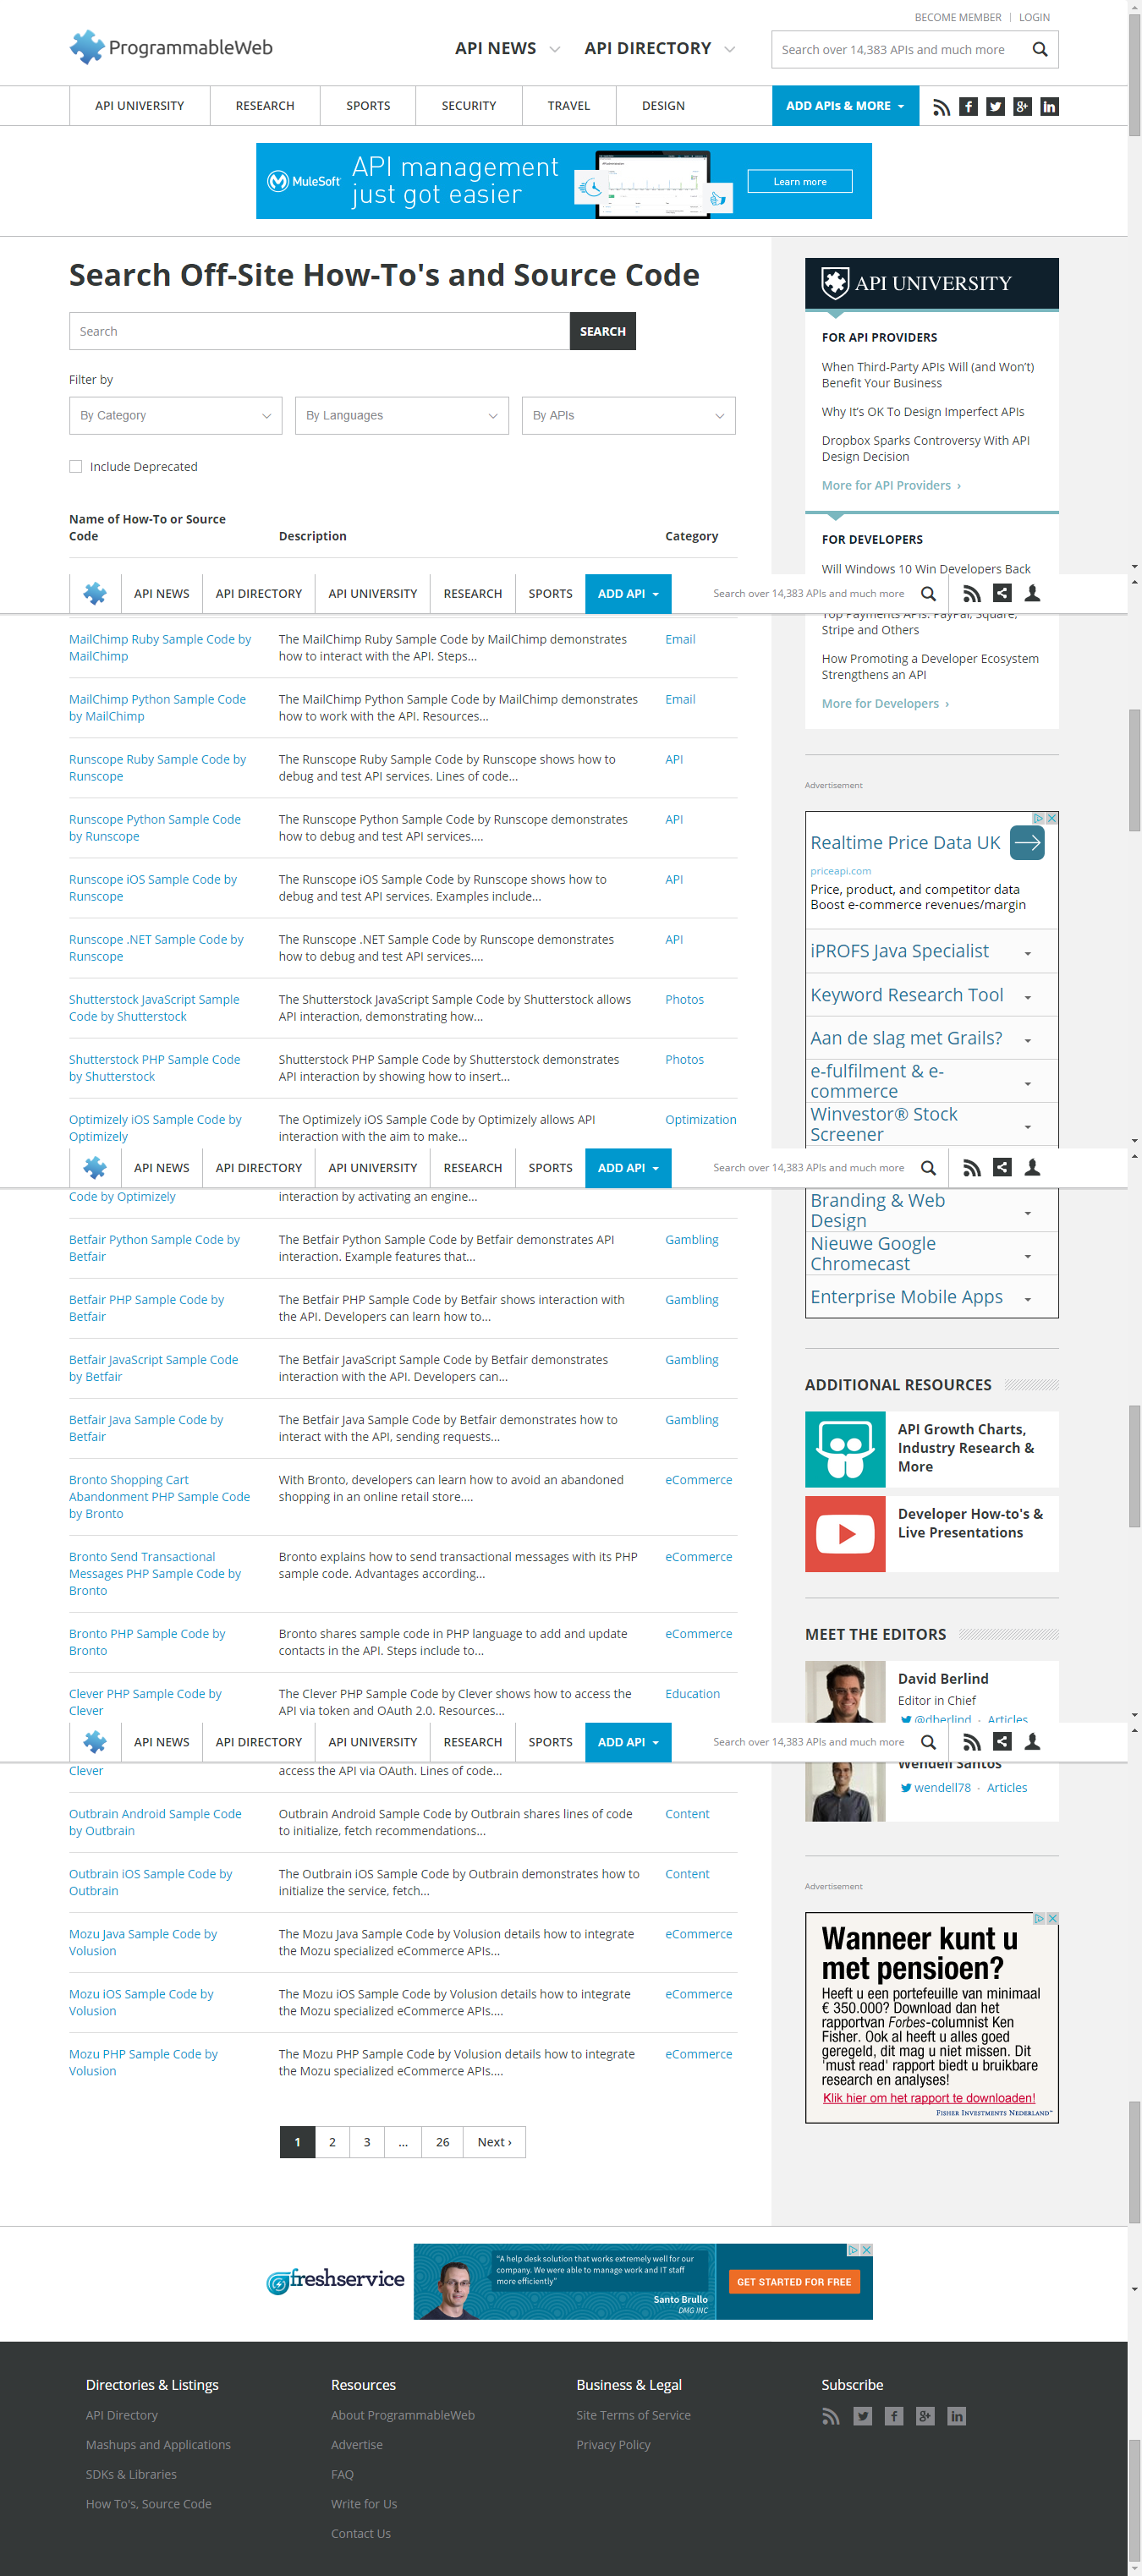 BECOME MEMBER | LOGIN
ProgrammableWeb
API NEWS
API DIRECTORY
Search over 14,383 APIs and much more
API UNIVERSITY
RESEARCH
SPORTS
SECURITY
TRAVEL
DESIGN
ADD APIs & MORE
MuleSoft
API management
just got easier
Learn more
Search Off-Site How-To's and Source Code
Search
SEARCH
Filter by
By Category
By Languages
By APIs
Include Deprecated
Name of How-To or Source
Code
Description
Category
API UNIVERSITY
FOR API PROVIDERS
When Third-Party APIs Will (and Won't)
Benefit Your Business
Why It's OK To Design Imperfect APIs
Dropbox Sparks Controversy With API
Design Decision
More for API Providers ›
FOR DEVELOPERS
Will Windows 10 Win Developers Back
API NEWS
API DIRECTORY
API UNIVERSITY
RESEARCH
SPORTS
ADD API
Search over 14,383 APIs and much more
MailChimp Ruby Sample Code by
MailChimp
The MailChimp Ruby Sample Code by MailChimp demonstrates
how to interact with the API. Steps...
Email
MailChimp Python Sample Code
by MailChimp
The MailChimp Python Sample Code by MailChimp demonstrates
how to work with the API. Resources...
Email
Runscope Ruby Sample Code by
Runscope
The Runscope Ruby Sample Code by Runscope shows how to
debug and test API services. Lines of code...
API
Runscope Python Sample Code
by Runscope
The Runscope Python Sample Code by Runscope demonstrates
how to debug and test API services....
API
Runscope iOS Sample Code by
Runscope
The Runscope iOS Sample Code by Runscope shows how to
debug and test API services. Examples include...
API
Runscope .NET Sample Code by
Runscope
The Runscope .NET Sample Code by Runscope demonstrates
how to debug and test API services....
API
Shutterstock JavaScript Sample
Code by Shutterstock
The Shutterstock JavaScript Sample Code by Shutterstock allows
API interaction, demonstrating how...
Photos
Shutterstock PHP Sample Code
by Shutterstock
Shutterstock PHP Sample Code by Shutterstock demonstrates
API interaction by showing how to insert...
Photos
Optimizely iOS Sample Code by
Optimizely
The Optimizely iOS Sample Code by Optimizely allows API
interaction with the aim to make...
Optimization
Top Payments APIs: PayPal, Square,
Stripe and Others
How Promoting a Developer Ecosystem
Strengthens an API
More for Developers ›
Advertisement
Realtime Price Data UK
priceapi.com
Price, product, and competitor data
Boost e-commerce revenues/margin
iPROFS Java Specialist
Keyword Research Tool
Aan de slag met Grails?
e-fulfilment & e-
commerce
Winvestor® Stock
Screener
API NEWS
API DIRECTORY
API UNIVERSITY
RESEARCH
SPORTS
ADD API
Search over 14,383 APIs and much more
Code by Optimizely
interaction by activating an engine...
Betfair Python Sample Code by
Betfair
The Betfair Python Sample Code by Betfair demonstrates API
interaction. Example features that...
Gambling
Betfair PHP Sample Code by
Betfair
The Betfair PHP Sample Code by Betfair shows interaction with
the API. Developers can learn how to...
Gambling
Betfair JavaScript Sample Code
by Betfair
The Betfair JavaScript Sample Code by Betfair demonstrates
interaction with the API. Developers can...
Gambling
Betfair Java Sample Code by
Betfair
The Betfair Java Sample Code by Betfair demonstrates how to
interact with the API, sending requests...
Gambling
Bronto Shopping Cart
Abandonment PHP Sample Code
by Bronto
With Bronto, developers can learn how to avoid an abandoned
shopping in an online retail store....
eCommerce
Bronto Send Transactional
Messages PHP Sample Code by
Bronto
Bronto explains how to send transactional messages with its PHP
sample code. Advantages according...
eCommerce
Bronto PHP Sample Code by
Bronto
Bronto shares sample code in PHP language to add and update
contacts in the API. Steps include to...
eCommerce
Clever PHP Sample Code by
Clever
The Clever PHP Sample Code by Clever shows how to access the
API via token and OAuth 2.0. Resources...
Education
Branding & Web
Design
Nieuwe Google
Chromecast
Enterprise Mobile Apps
ADDITIONAL RESOURCES
API Growth Charts,
Industry Research &
More
Developer How-to's &
Live Presentations
MEET THE EDITORS
David Berlind
Editor in Chief
@dberlind · Articles
API NEWS
API DIRECTORY
API UNIVERSITY
RESEARCH
SPORTS
ADD API
Search over 14,383 APIs and much more
Clever
access the API via OAuth. Lines of code...
Outbrain Android Sample Code
by Outbrain
Outbrain Android Sample Code by Outbrain shares lines of code
to initialize, fetch recommendations...
Content
Outbrain iOS Sample Code by
Outbrain
The Outbrain iOS Sample Code by Outbrain demonstrates how to
initialize the service, fetch...
Content
Mozu Java Sample Code by
Volusion
The Mozu Java Sample Code by Volusion details how to integrate
the Mozu specialized eCommerce APIs...
eCommerce
Mozu iOS Sample Code by
Volusion
The Mozu iOS Sample Code by Volusion details how to integrate
the Mozu specialized eCommerce APIs....
eCommerce
Mozu PHP Sample Code by
Volusion
The Mozu PHP Sample Code by Volusion details how to integrate
the Mozu specialized eCommerce APIs....
eCommerce
1
2
3
...
26
Next ›
Wendell Santos
wendell78 · Articles
Advertisement
Wanneer kunt u
met pensioen?
Heeft u een portefeuille van minimaal
€ 350.000? Download dan het
rapportvan Forbes-columnist Ken
Fisher. Ook al heeft u alles goed
geregeld, dit mag u niet missen. Dit
'must read' rapport biedt u bruikbare
research en analyses!
Klik hier om het rapport te downloaden!
FISHER INVESTMENTS NEDERLAND™
freshservice
"A help desk solution that works extremely well for our
company. We were able to manage work and IT staff
more efficiently"
Santo Brullo
DMG INC
GET STARTED FOR FREE
Directories & Listings
API Directory
Mashups and Applications
SDKs & Libraries
How To's, Source Code
Resources
About ProgrammableWeb
Advertise
FAQ
Write for Us
Contact Us
Business & Legal
Site Terms of Service
Privacy Policy
Subscribe